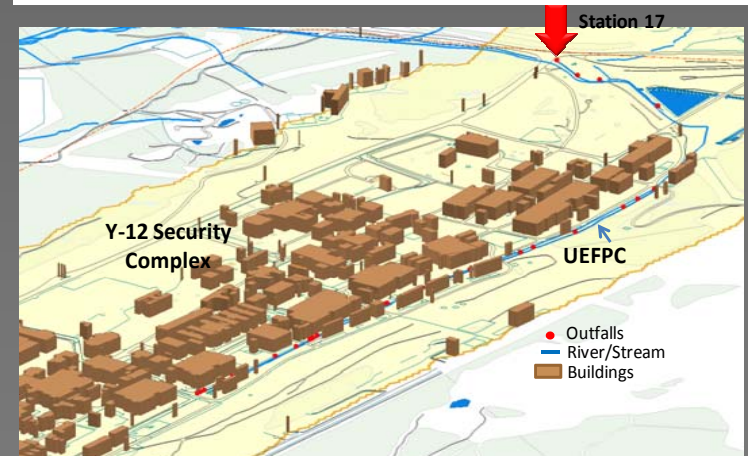 Station 17
Y-12 Security
Complex
UEFPC
Outfalls
River/Stream
Buildings